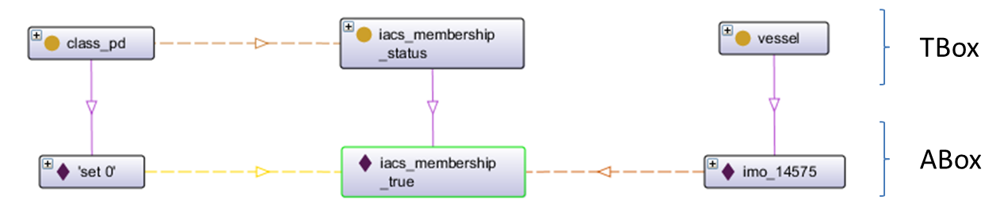 class_pd
iacs_membership
_status
vessel
TBox
'set 0'
iacs_membership
_true
imo_14575
ABox